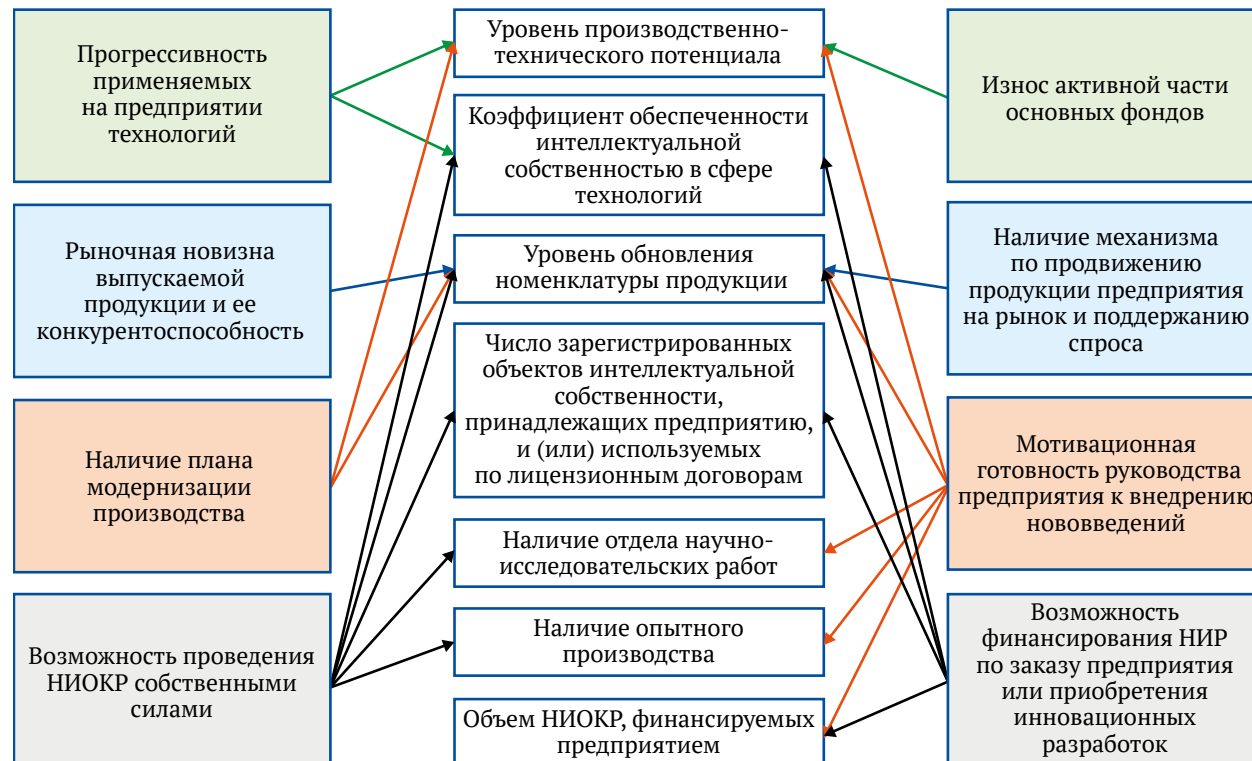 Прогрессивность
применяемых
на предприятии
технологий
Рыночная новизна
выпускаемой
продукции и ее
конкурентоспособность
Наличие плана
модернизации
производства
Возможность проведения
НИОКР собственными
силами
Уровень производственно-
технического потенциала
Коэффициент обеспеченности
интеллектуальной
собственностью в сфере
технологий
Уровень обновления
номенклатуры продукции
Число зарегистрированных
объектов интеллектуальной
собственности,
принадлежащих предприятию,
и (или) используемых
по лицензионным договорам
Наличие отдела научно-
исследовательских работ
Наличие опытного
производства
Объем НИОКР, финансируемых
предприятием
Износ активной части
основных фондов
Наличие механизма
по продвижению
продукции предприятия
на рынок и поддержанию
спроса
Мотивационная
готовность руководства
предприятия к внедрению
нововведений
Возможность
финансирования НИР
по заказу предприятия
или приобретения
инновационных
разработок